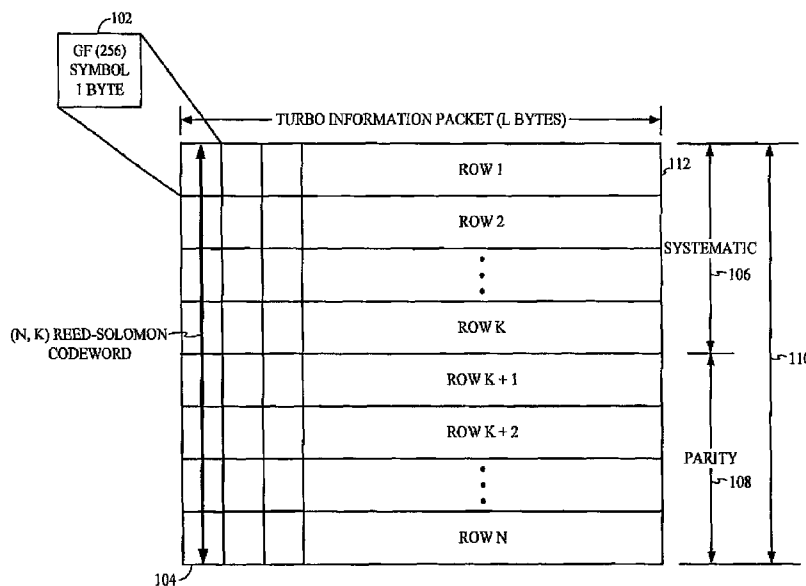 102
GF (256)
SYMBOL
1 BYTE
TURBO INFORMATION PACKET (L BYTES)
ROW 1
112
ROW 2
SYSTEMATIC
106
(N, K) REED-SOLOMON
CODEWORD
ROW K
110
ROW K + 1
ROW K + 2
PARITY
108
ROW N
104